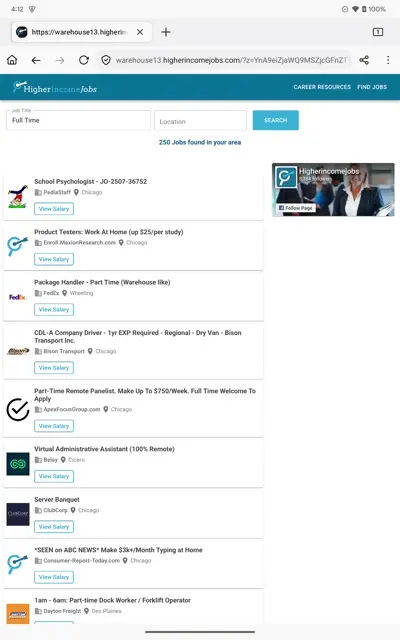 4:12
100%
https://warehouse13.higherin
1
warehouse13.higherincomejobs.com/?z=YnA9eiZjaWQ9MSZjcGFnZT
HigherIncomeJobs
CAREER RESOURCES FIND JOBS
Job Title
Full Time
Location
SEARCH
250 Jobs found in your area
School Psychologist - JO-2507-36752
PediaStaff Chicago
View Salary
Product Testers: Work At Home (up $25/per study)
Enroll.MaxionResearch.com Chicago
View Salary
Package Handler - Part Time (Warehouse like)
FedEx
FedEx Wheeling
View Salary
CDL-A Company Driver - 1yr EXP Required - Regional - Dry Van - Bison
Transport Inc.
Bison
Bison Transport Chicago
View Salary
Part-Time Remote Panelist. Make Up To $750/Week. Full Time Welcome To
Apply
ApexFocusGroup.com Chicago
View Salary
Virtual Administrative Assistant (100% Remote)
Belay Cicero
View Salary
Server Banquet
CLUBCORP
ClubCorp Chicago
View Salary
*SEEN on ABC NEWS* Make $3k+/Month Typing at Home
Consumer-Report-Today.com Chicago
View Salary
1am - 6am: Part-time Dock Worker / Forklift Operator
Dayton Freight Des Plaines
View Salary
Higherincomejobs
Follow Page